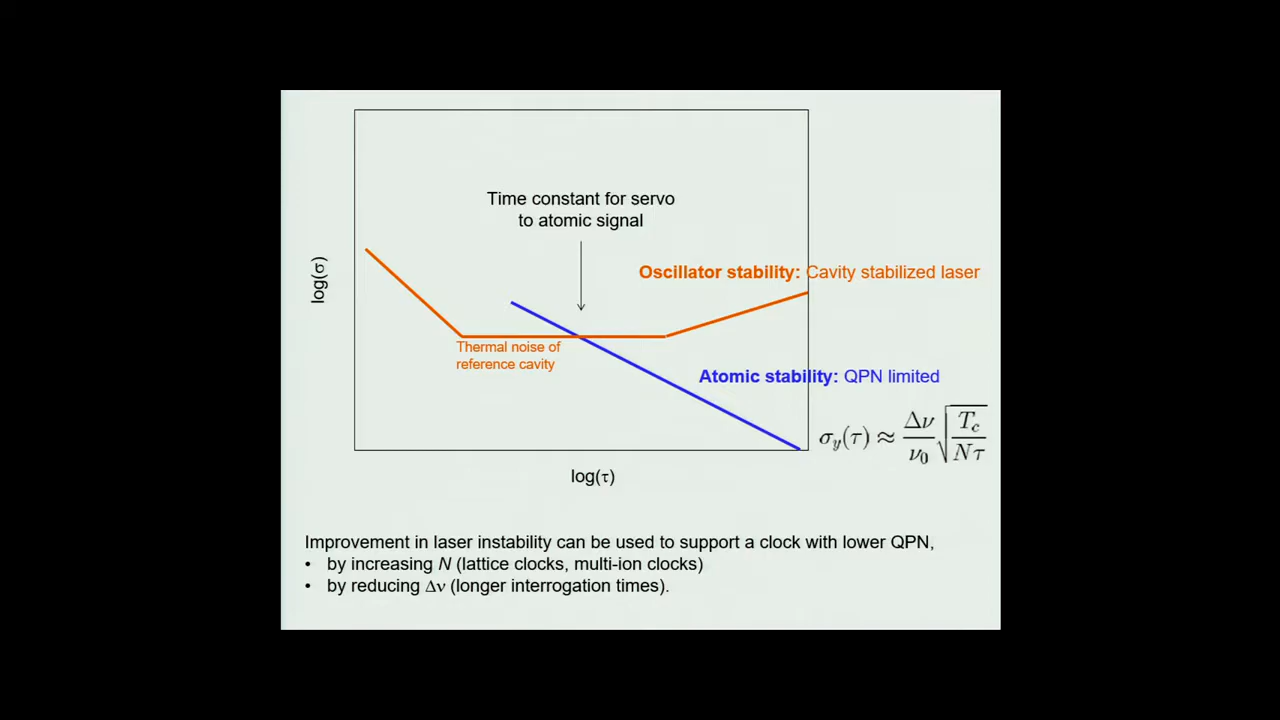 Time constant for servo
to atomic signal
log(σ)
Oscillator stability: Cavity stabilized laser
Thermal noise of
reference cavity
Atomic stability: QPN limited
σy(τ) ≈ Δν/ν0 √(Tc/Nτ)
log(τ)
Improvement in laser instability can be used to support a clock with lower QPN,
• by increasing N (lattice clocks, multi-ion clocks)
• by reducing Δν (longer interrogation times).